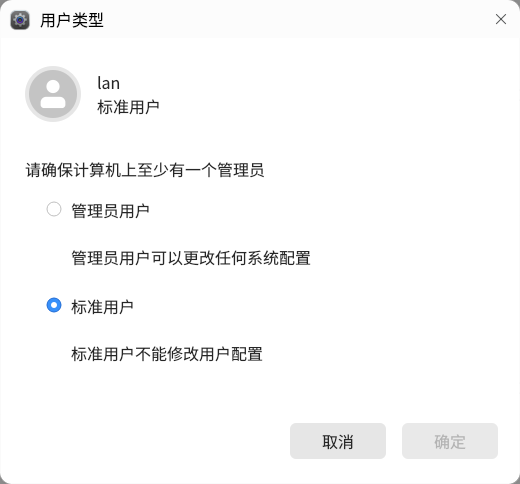 用户类型
lan
标准用户
请确保计算机上至少有一个管理员
管理员用户
管理员用户可以更改任何系统配置
标准用户
标准用户不能修改用户配置
取消
确定